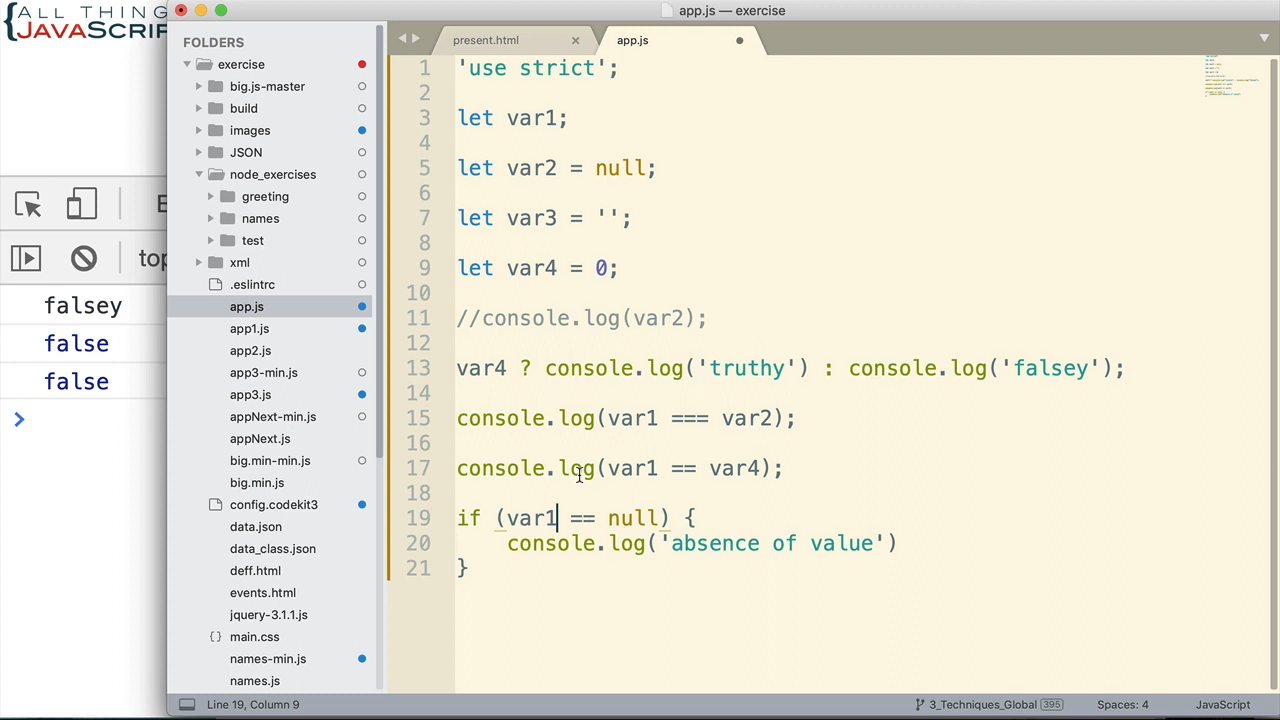 {ALL THING
JAVASCRIP
top
falsey
false
false
app.js — exercise
FOLDERS
exercise
big.js-master
build
images
JSON
node_exercises
greeting
names
test
xml
.eslintrc
app.js
app1.js
app2.js
app3-min.js
app3.js
appNext-min.js
appNext.js
big.min-min.js
big.min.js
config.codekit3
data.json
data_class.json
deff.html
events.html
jquery-3.1.1.js
{} main.css
names-min.js
names.js
present.html
app.js
1 'use strict';
2
3 let var1;
4
5 let var2 = null;
6
7 let var3 = '';
8
9 let var4 = 0;
10
11 //console.log(var2);
12
13 var4 ? console.log('truthy') : console.log('falsey');
14
15 console.log(var1 === var2);
16
17 console.log(var1 == var4);
18
19 if (var1 == null) {
20 console.log('absence of value')
21 }
Line 19, Column 9
3_Techniques_Global 395
Spaces: 4
JavaScript